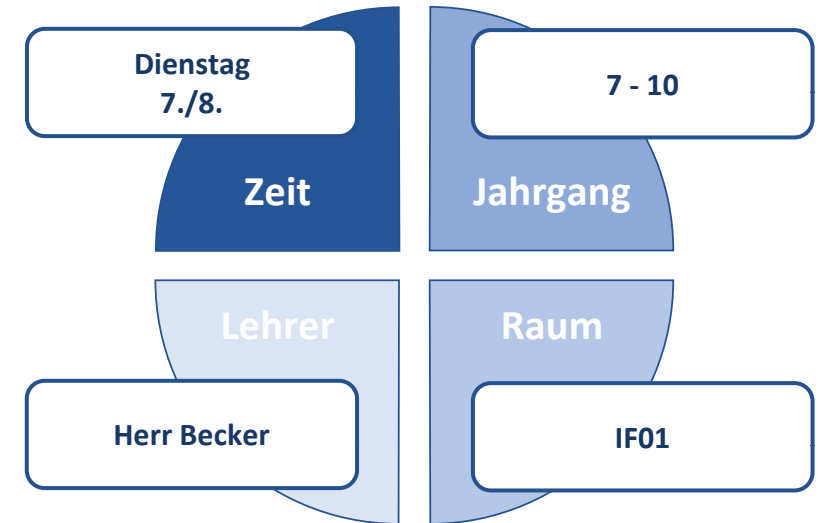 Dienstag
7./8.
Zeit
7 - 10
Jahrgang
Lehrer
Herr Becker
Raum
IF01